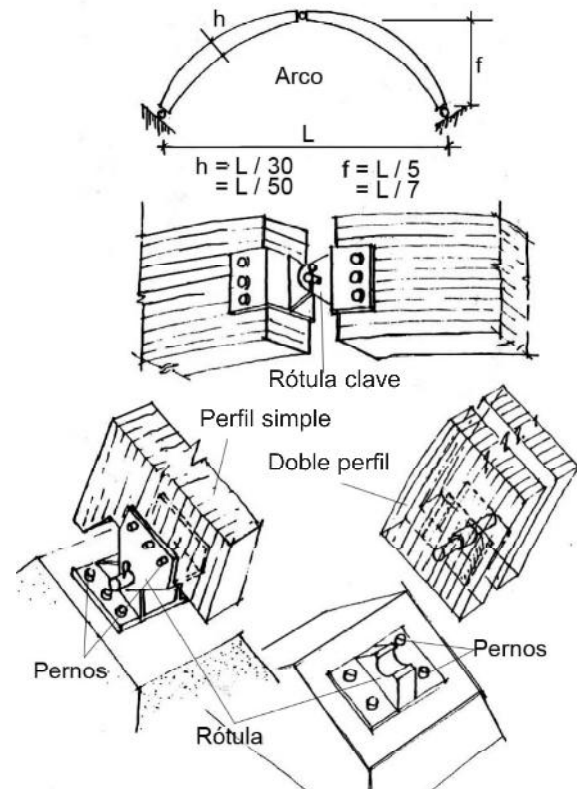 h
f
Arco
L
h = L / 30
= L / 50
f = L / 5
= L / 7
Rótula clave
Perfil simple
Doble perfil
Pernos
Pernos
Rótula